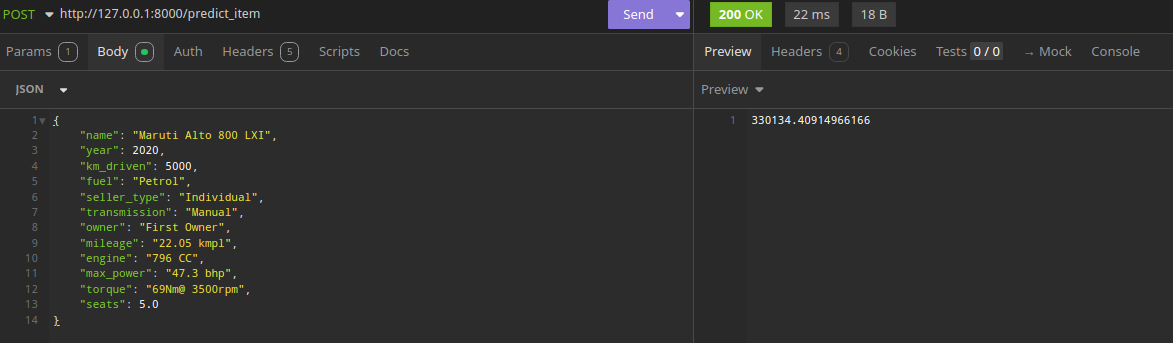 POST http://127.0.0.1:8000/predict_item Send 200 OK 22 ms 18 B
Params 1 Body Auth Headers 5 Scripts Docs Preview Headers 4 Cookies Tests 0 / 0 → Mock Console
JSON Preview
1 {
2 "name": "Maruti Alto 800 LXI",
3 "year": 2020,
4 "km_driven": 5000,
5 "fuel": "Petrol",
6 "seller_type": "Individual",
7 "transmission": "Manual",
8 "owner": "First Owner",
9 "mileage": "22.05 kmpl",
10 "engine": "796 CC",
11 "max_power": "47.3 bhp",
12 "torque": "69Nm@ 3500rpm",
13 "seats": 5.0
14 }
1 330134.40914966166